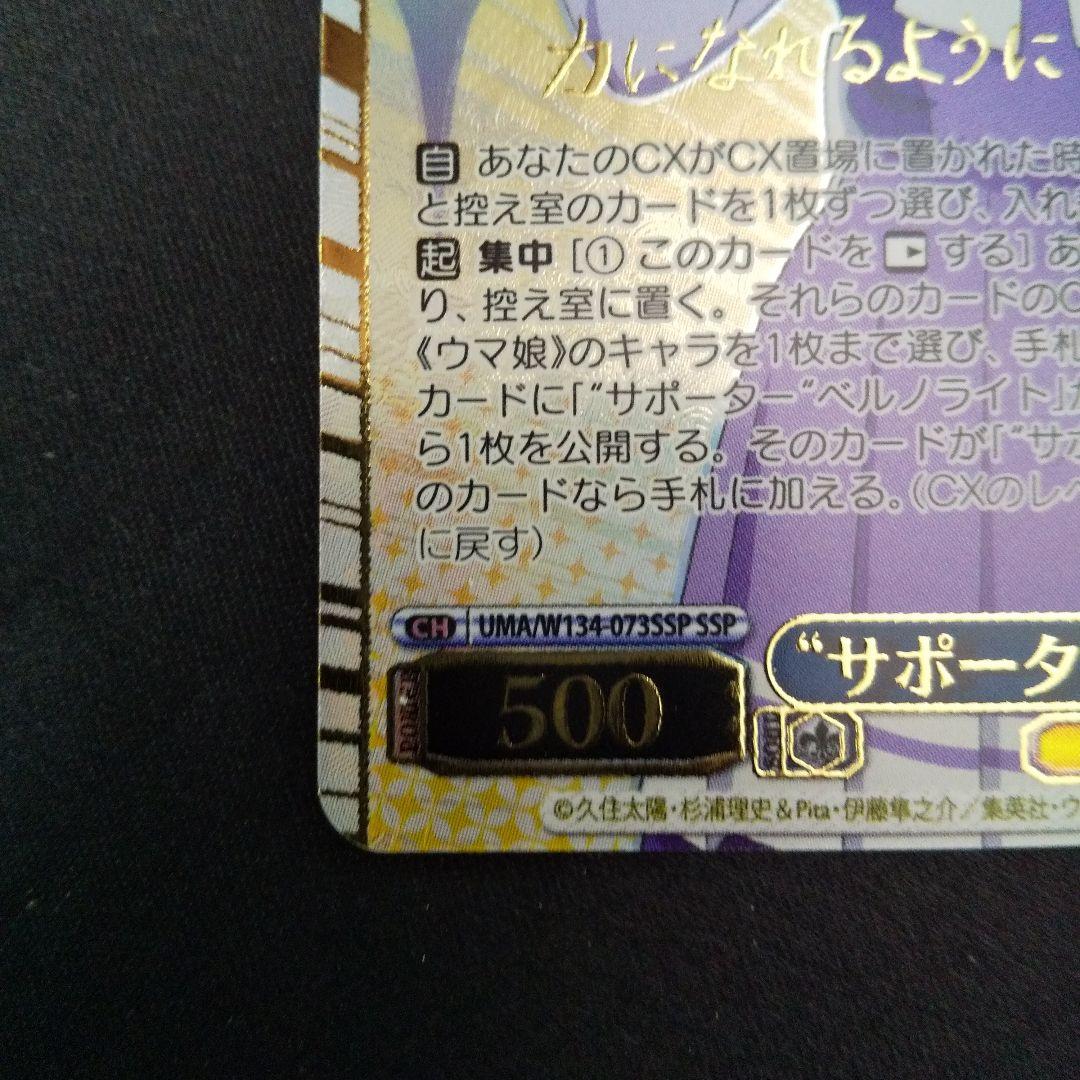 力になれるように
自 あなたのCXがCX置場に置かれた時
と控え室のカードを1枚ずつ選び、入れ
起 集中 [① このカードを する] あ
り、控え室に置く。それらのカードのC
《ウマ娘》のキャラを1枚まで選び、手札
カードに「“サポーター“ベルノライト」が
ら1枚を公開する。そのカードが「“サポ
のカードなら手札に加える。(CXのレベ
に戻す)
CH UMA/W134-073SSP SSP
“サポータ
POWER 500
SOUL
©久住太陽・杉浦理史&Pita・伊藤隼之介/集英社・ウ